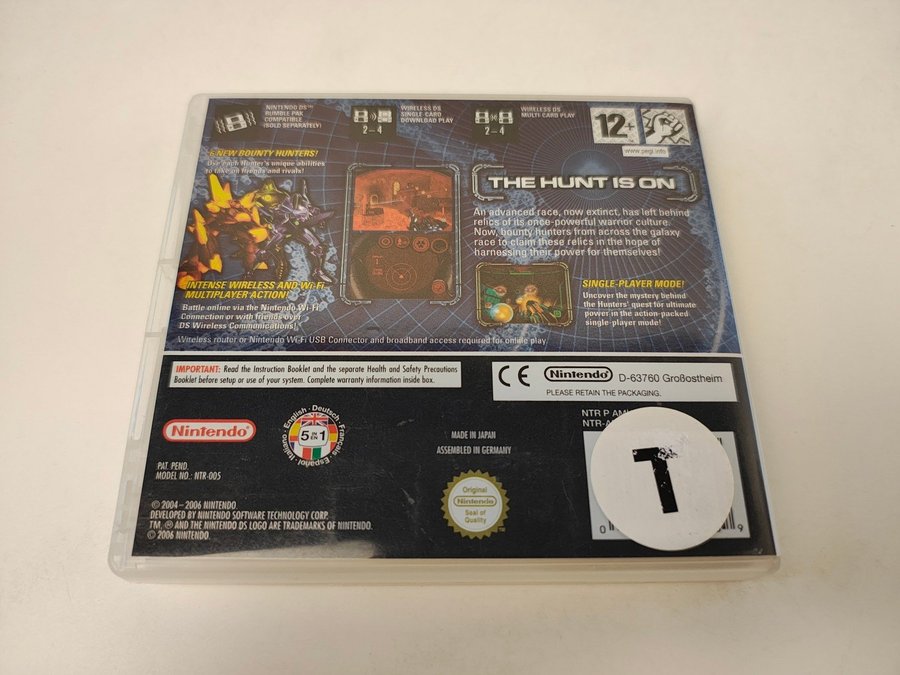 NINTENDO DS™
RUMBLE PAK
COMPATIBLE
(SOLD SEPARATELY)
2-4
WIRELESS DS
SINGLE-CARD
DOWNLOAD PLAY
2-4
WIRELESS DS
MULTI-CARD PLAY
12+
www.pegi.info
6 NEW BOUNTY HUNTERS!
Use each Hunter's unique abilities
to take on friends and rivals!
THE HUNT IS ON
An advanced race, now extinct, has left behind
relics of its once-powerful warrior culture.
Now, bounty hunters from across the galaxy
race to claim these relics in the hope of
harnessing their power for themselves!
INTENSE WIRELESS AND Wi-Fi
MULTIPLAYER ACTION!
Battle online via the Nintendo Wi-Fi
Connection or with friends over
DS Wireless Communications!
SINGLE-PLAYER MODE!
Uncover the mystery behind
the Hunters' quest for ultimate
power in the action-packed
single-player mode!
Wireless router or Nintendo Wi-Fi USB Connector and broadband access required for online play.
IMPORTANT: Read the Instruction Booklet and the separate Health and Safety Precautions
Booklet before setup or use of your system. Complete warranty information inside box.
CE Nintendo D-63760 Großostheim
PLEASE RETAIN THE PACKAGING.
Nintendo®
English · Deutsch · Français · Español · Italiano
5 IN 1
EN
MADE IN JAPAN
ASSEMBLED IN GERMANY
NTR P
NTR-
PAT. PEND.
MODEL NO.: NTR-005
Original
Nintendo
Seal of
Quality
TM
1
0
9
© 2004–2006 NINTENDO
DEVELOPED BY NINTENDO SOFTWARE TECHNOLOGY CORP.
TM, ® AND THE NINTENDO DS LOGO ARE TRADEMARKS OF NINTENDO.
© 2006 NINTENDO.